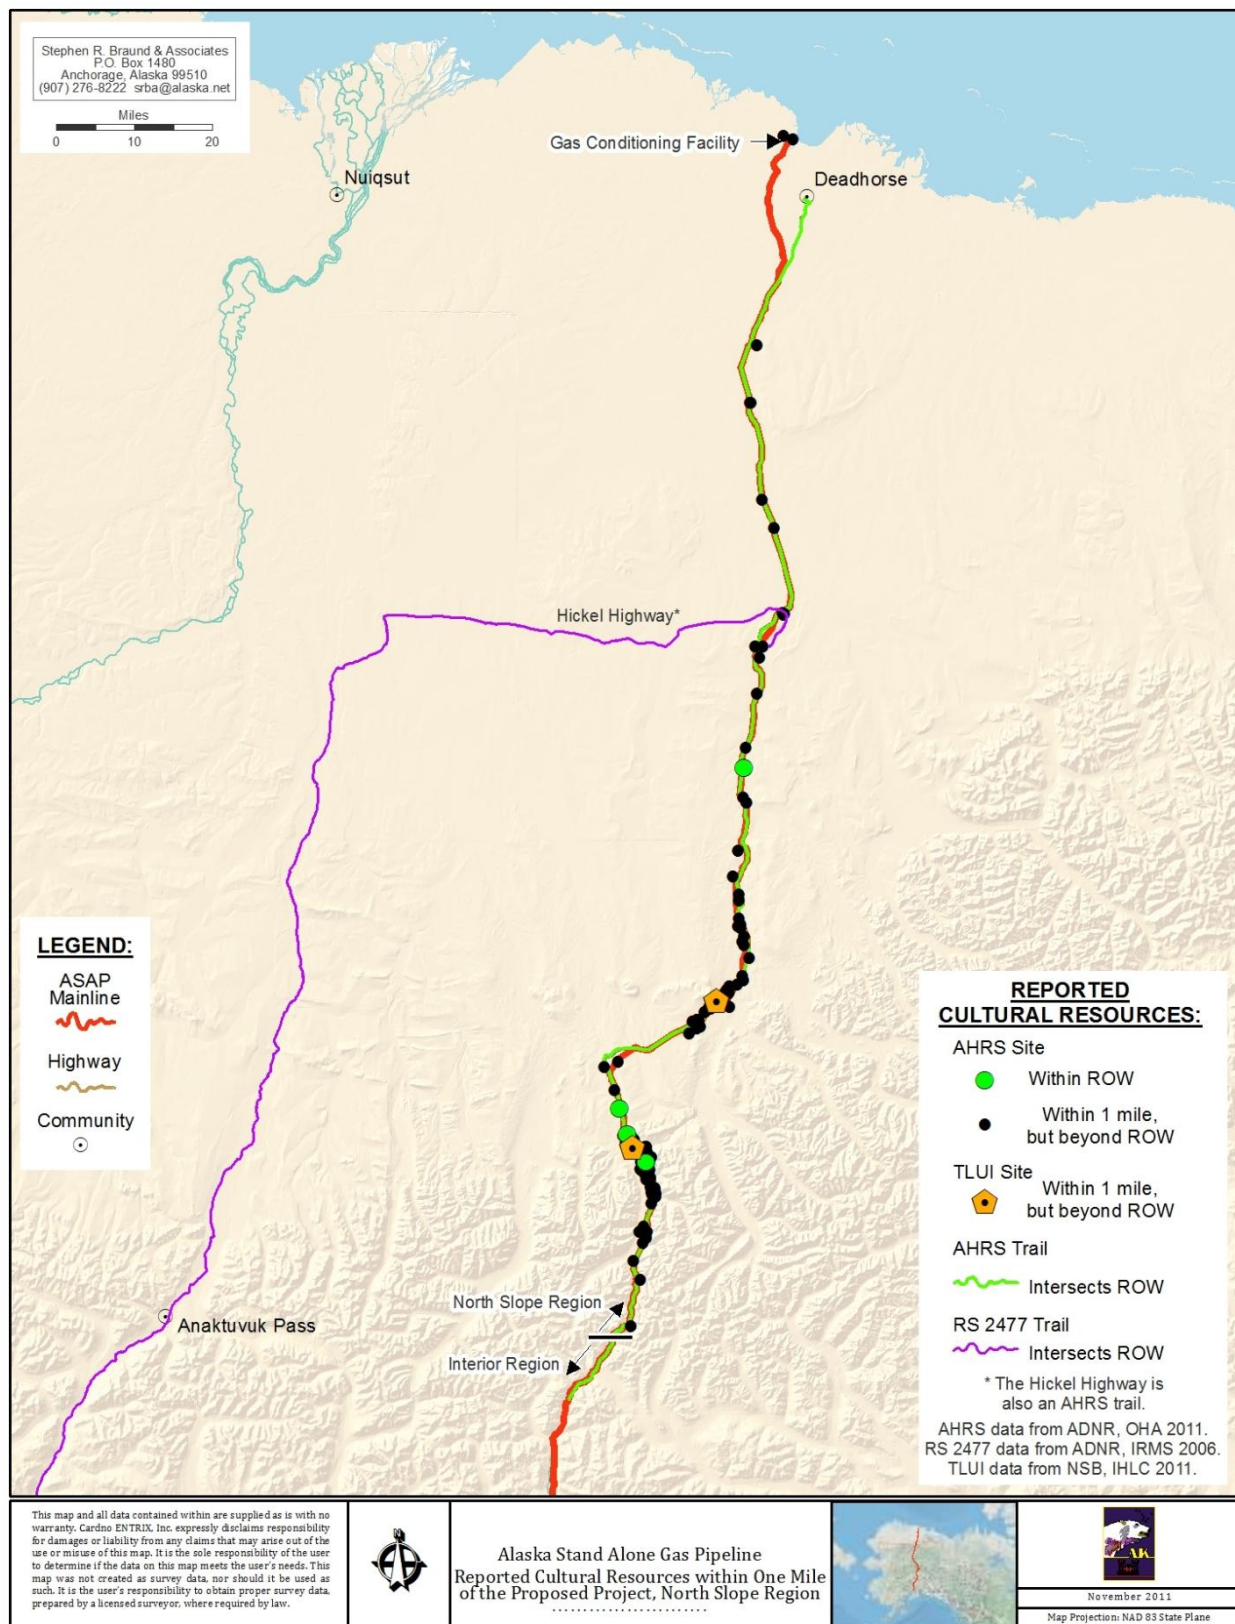 Stephen R. Braund & Associates
P.O. Box 1480
Anchorage, Alaska 99510
(907) 276-8222 srba@alaska.net
Miles
0 10 20
Gas Conditioning Facility
Nuiqsut
Deadhorse
Hickel Highway*
LEGEND:
ASAP
Mainline
Highway
Community
REPORTED
CULTURAL RESOURCES:
AHRS Site
Within ROW
Within 1 mile,
but beyond ROW
TLUI Site
Within 1 mile,
but beyond ROW
AHRS Trail
Intersects ROW
RS 2477 Trail
Intersects ROW
* The Hickel Highway is
also an AHRS trail.
AHRS data from ADNR, OHA 2011.
RS 2477 data from ADNR, IRMS 2006.
TLUI data from NSB, IHLC 2011.
North Slope Region
Anaktuvuk Pass
Interior Region
This map and all data contained within are supplied as is with no
warranty. Cardno ENTRIX, Inc. expressly disclaims responsibility
for damages or liability from any claims that may arise out of the
use or misuse of this map. It is the sole responsibility of the user
to determine if the data on this map meets the user's needs. This
map was not created as survey data, nor should it be used as
such. It is the user's responsibility to obtain proper survey data,
prepared by a licensed surveyor, where required by law.
Alaska Stand Alone Gas Pipeline
Reported Cultural Resources within One Mile
of the Proposed Project, North Slope Region
AK
November 2011
Map Projection: NAD 83 State Plane